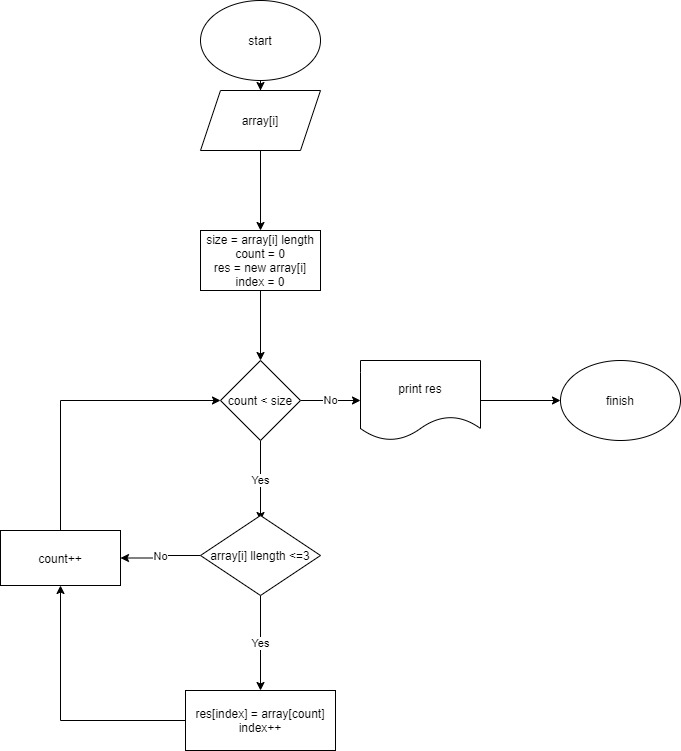 start
array[i]
size = array[i] length
count = 0
res = new array[i]
index = 0
count < size
No
print res
finish
Yes
array[i] llength <=3
No
count++
Yes
res[index] = array[count]
index++